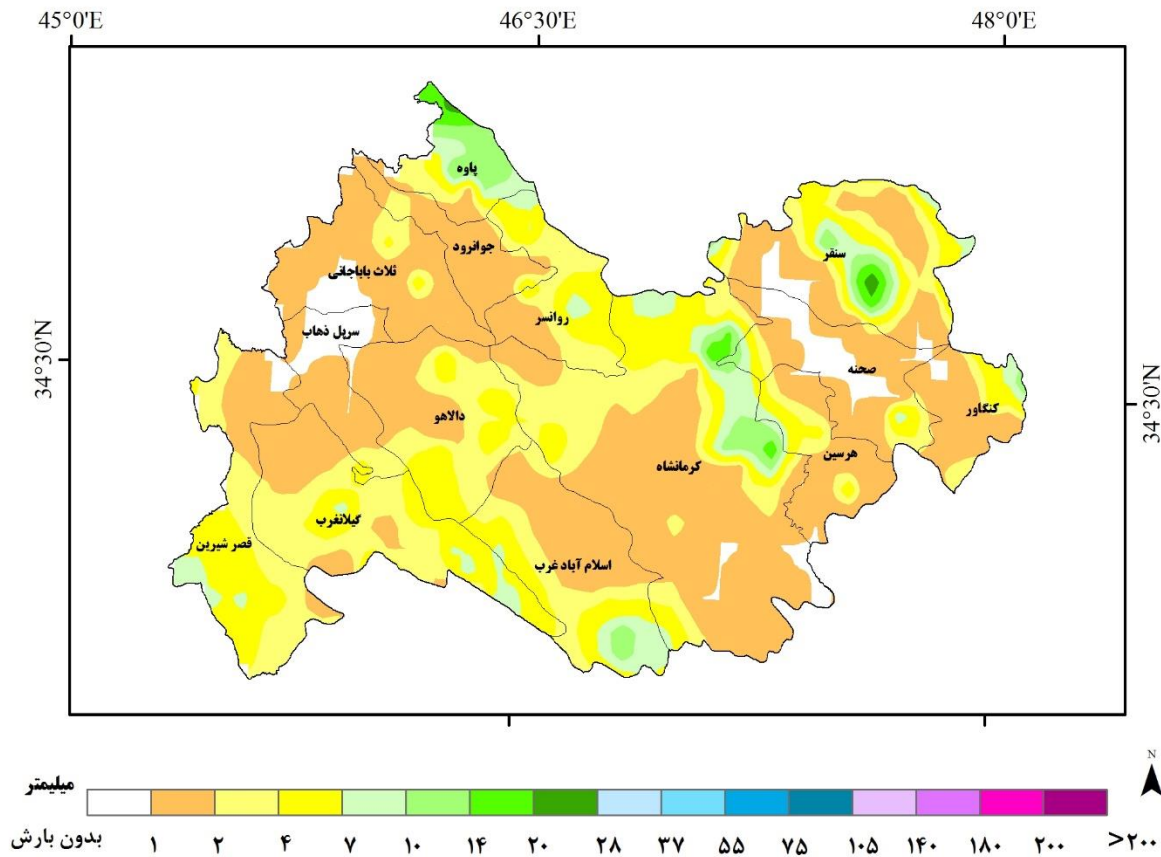 45°0'E 46°30'E 48°0'E
پاوه
سنقر
جوانرود
ثلاث باباجانی
روانسر
سرپل ذهاب
34°30'N
34°30'N
صحنه
کنگاور
دالاهو
هرسین
کرمانشاه
گیلانغرب
قصر شیرین
اسلام آباد غرب
N
میلیمتر
بدون بارش ۱ ۲ ۴ ۷ ۱۰ ۱۴ ۲۰ ۲۸ ۳۷ ۵۵ ۷۵ ۱۰۵ ۱۴۰ ۱۸۰ ۲۰۰ >۲۰۰